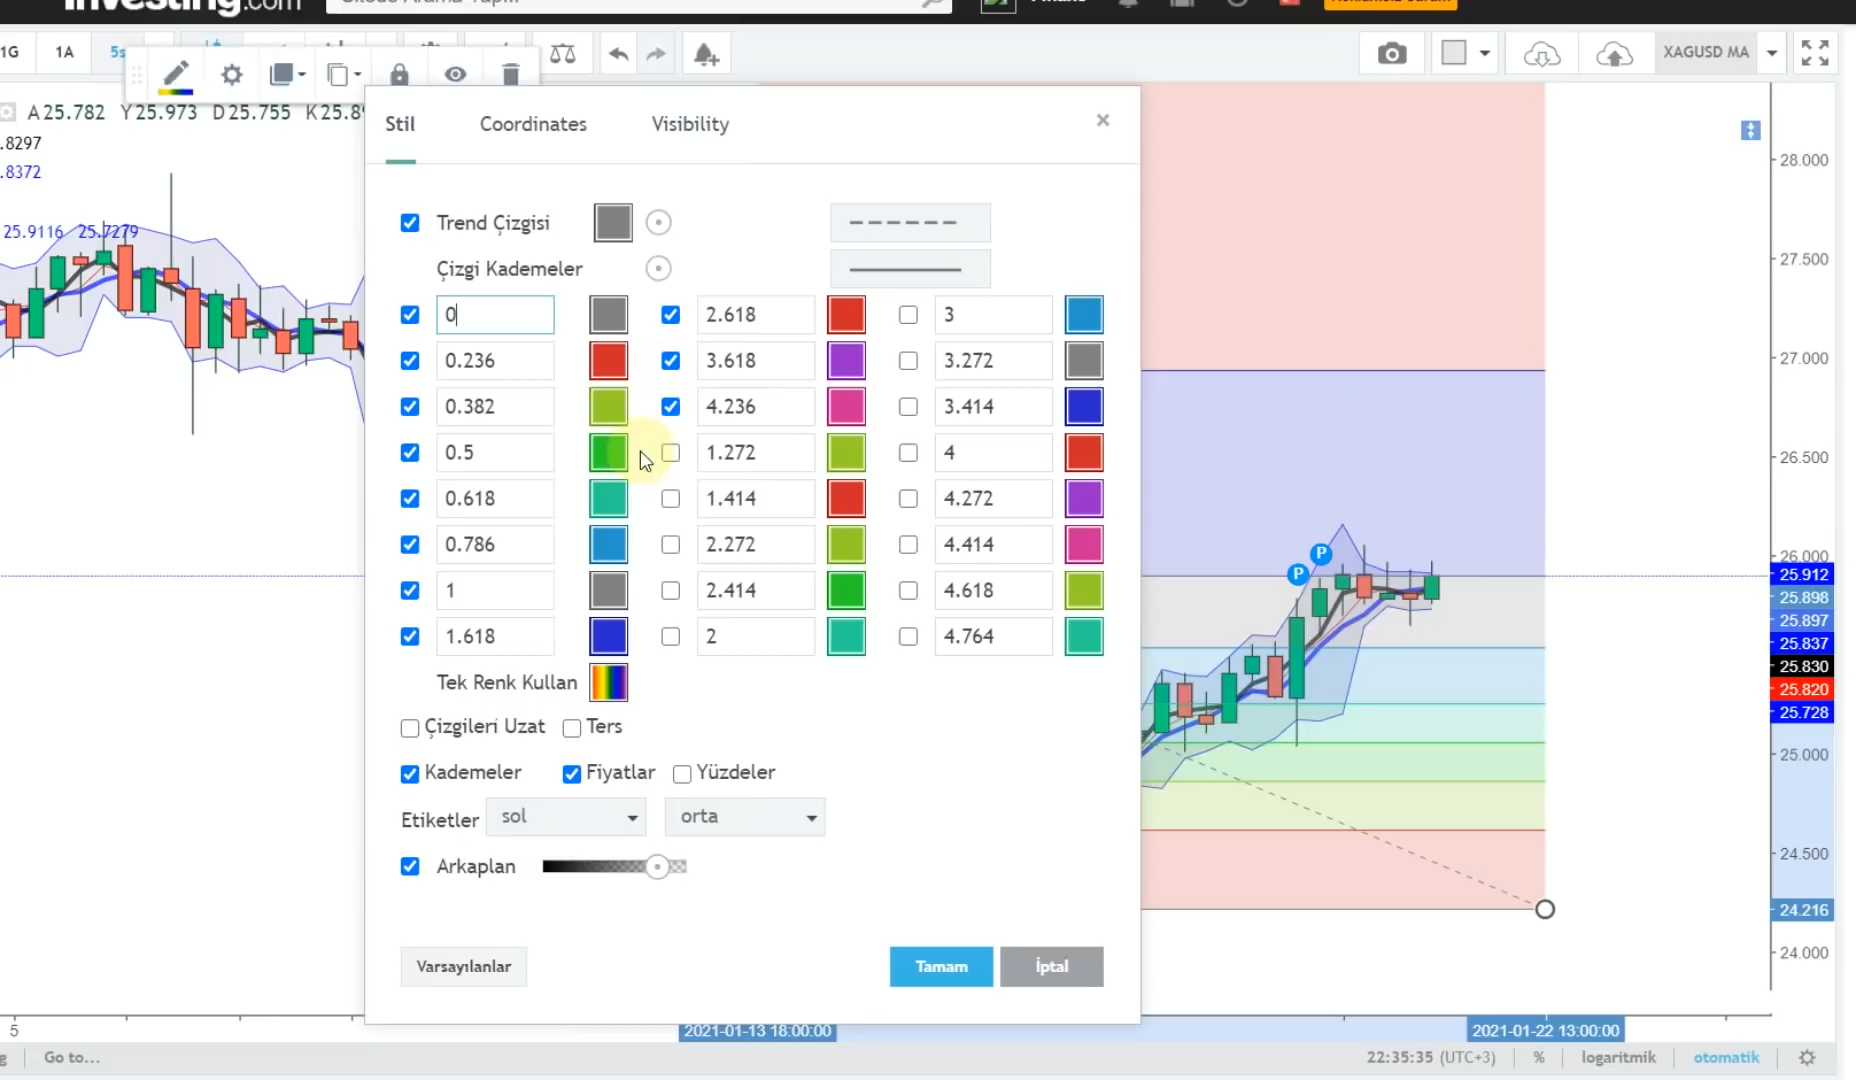 Investing.com
1G
1A
5s
XAGUSD MA
A25.782 Y25.973 D25.755
.8297
.8372
25.9116 25.7279
Stil
Coordinates
Visibility
×
Trend Çizgisi
Çizgi Kademeler
0
2.618
3
0.236
3.618
3.272
0.382
4.236
3.414
0.5
1.272
4
0.618
1.414
4.272
0.786
2.272
4.414
1
2.414
4.618
1.618
2
4.764
Tek Renk Kullan
Çizgileri Uzat
Ters
Kademeler
Fiyatlar
Yüzdeler
Etiketler
sol
orta
Arkaplan
Varsayılanlar
Tamam
İptal
P
P
28.000
27.500
27.000
26.500
26.000
25.912
25.898
25.897
25.837
25.830
25.820
25.728
25.000
24.500
24.216
24.000
5
2021-01-13 18:00:00
2021-01-22 13:00:00
Go to...
22:35:35 (UTC+3)
%
logaritmik
otomatik